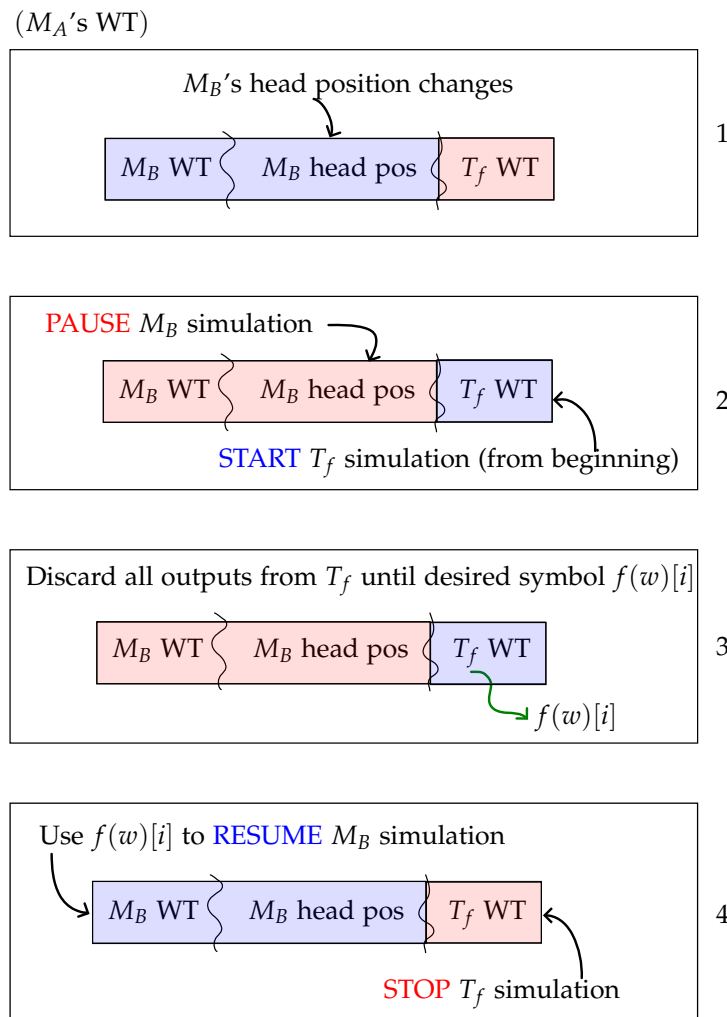 (M_A's WT)
M_B's head position changes
M_B WT M_B head pos T_f WT
1
PAUSE M_B simulation
M_B WT M_B head pos T_f WT
2
START T_f simulation (from beginning)
Discard all outputs from T_f until desired symbol f(w)[i]
M_B WT M_B head pos T_f WT
3
f(w)[i]
Use f(w)[i] to RESUME M_B simulation
M_B WT M_B head pos T_f WT
4
STOP T_f simulation